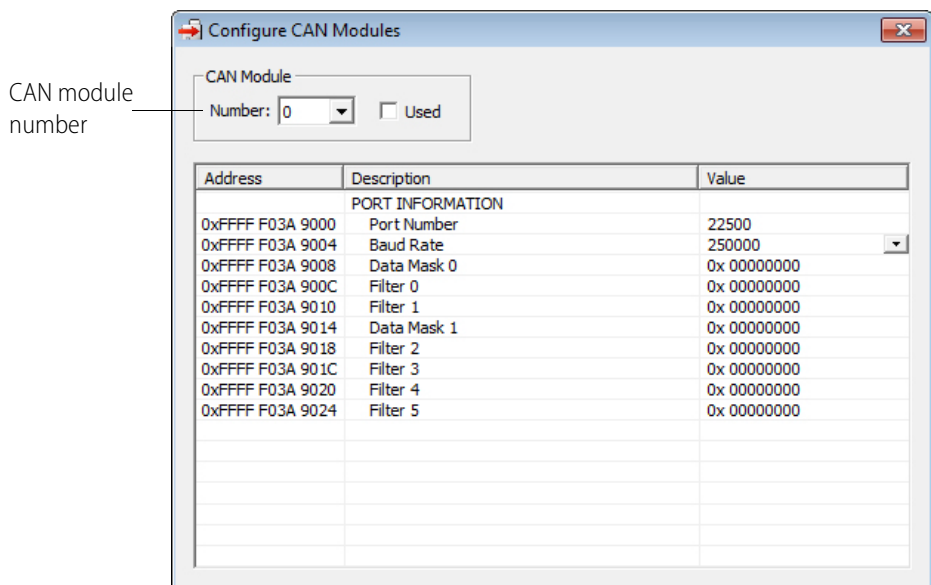 Configure CAN Modules
CAN Module
CAN module
number
Number: 0 Used
Address Description Value
PORT INFORMATION
0xFFFF F03A 9000 Port Number 22500
0xFFFF F03A 9004 Baud Rate 250000
0xFFFF F03A 9008 Data Mask 0 0x 00000000
0xFFFF F03A 900C Filter 0 0x 00000000
0xFFFF F03A 9010 Filter 1 0x 00000000
0xFFFF F03A 9014 Data Mask 1 0x 00000000
0xFFFF F03A 9018 Filter 2 0x 00000000
0xFFFF F03A 901C Filter 3 0x 00000000
0xFFFF F03A 9020 Filter 4 0x 00000000
0xFFFF F03A 9024 Filter 5 0x 00000000